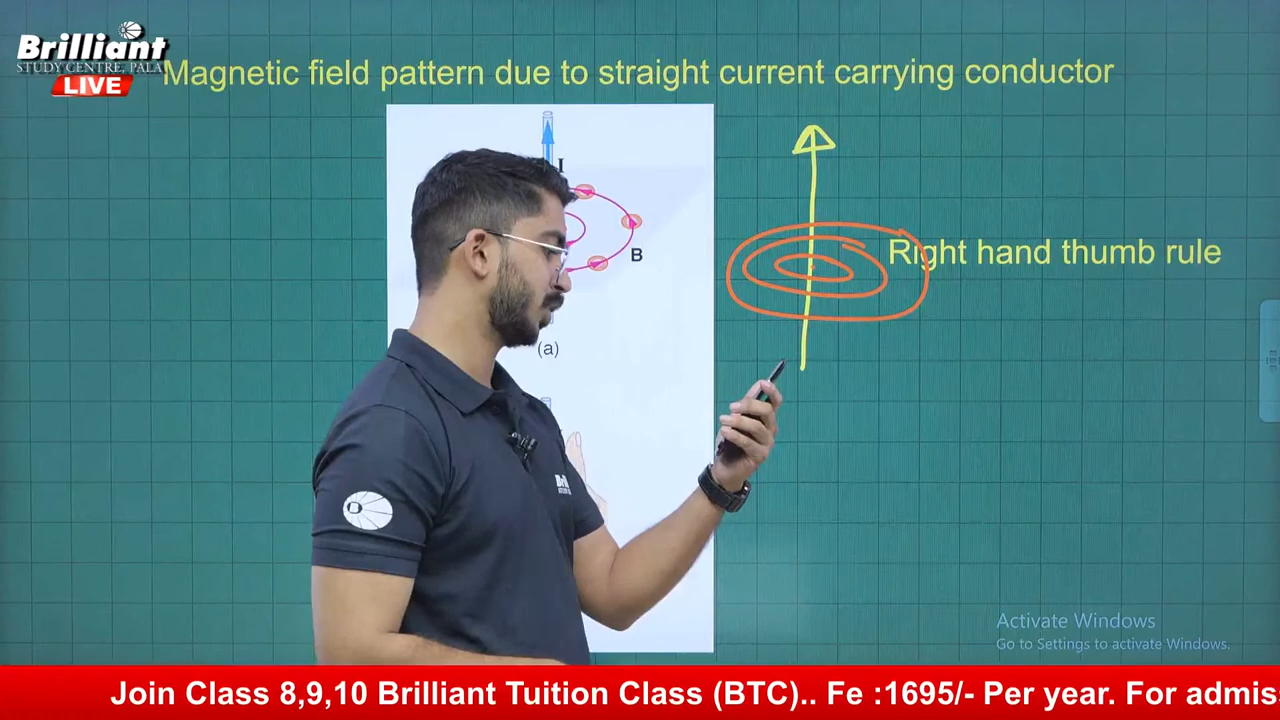 Brilliant
STUDY CENTRE, PALA
LIVE
Magnetic field pattern due to straight current carrying conductor
I
B
Right hand thumb rule
(a)
Activate Windows
Go to Settings to activate Windows.
Join Class 8,9,10 Brilliant Tuition Class (BTC).. Fe :1695/- Per year. For admis